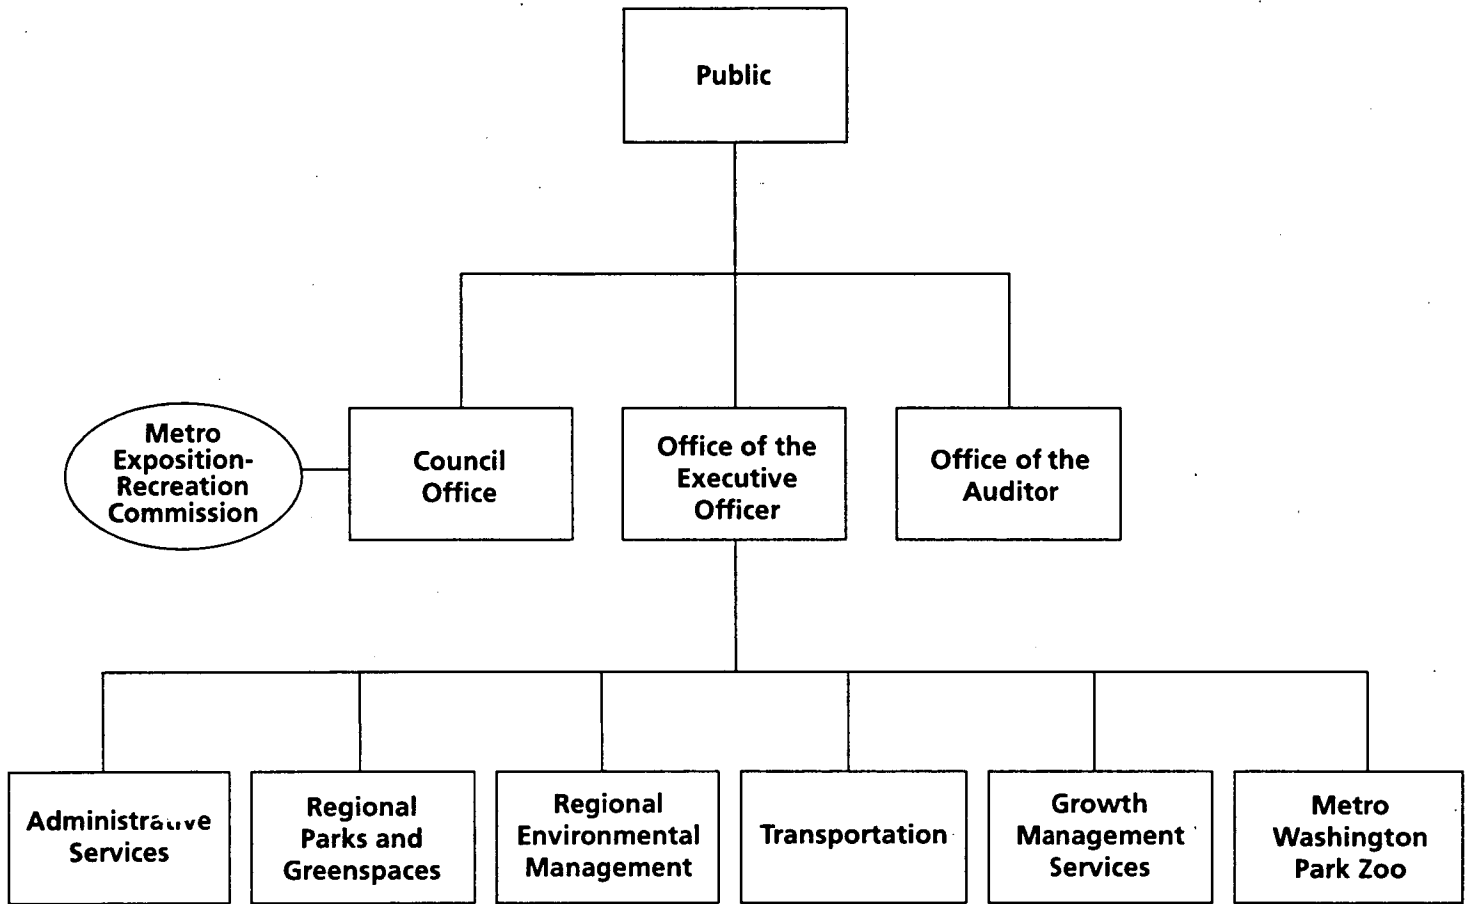 Public
Metro
Exposition-
Recreation
Commission
Council
Office
Office of the
Executive
Officer
Office of the
Auditor
Administrative
Services
Regional
Parks and
Greenspaces
Regional
Environmental
Management
Transportation
Growth
Management
Services
Metro
Washington
Park Zoo